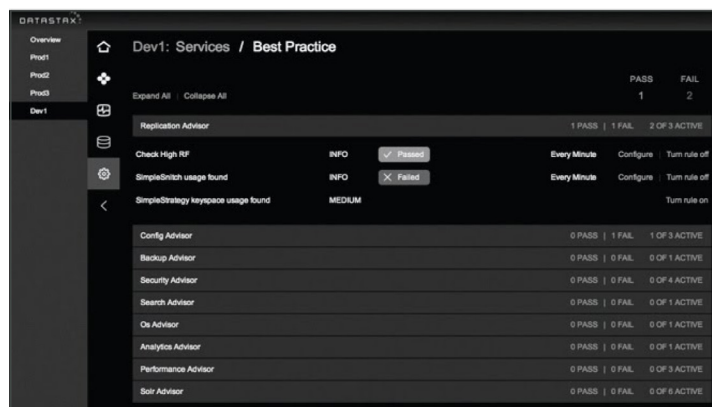 DATASTAX
Overview
Prod1
Prod2
Prod3
Dev1
Dev1: Services / Best Practice
PASS FAIL
Expand All | Collapse All 1 2
Replication Advisor 1 PASS | 1 FAIL 2 OF 3 ACTIVE
Check High RF INFO Passed Every Minute Configure | Turn rule off
SimpleSnitch usage found INFO Failed Every Minute Configure | Turn rule off
SimpleStrategy keyspace usage found MEDIUM Turn rule on
Config Advisor 0 PASS | 1 FAIL 1 OF 3 ACTIVE
Backup Advisor 0 PASS | 0 FAIL 0 OF 1 ACTIVE
Security Advisor 0 PASS | 0 FAIL 0 OF 4 ACTIVE
Search Advisor 0 PASS | 0 FAIL 0 OF 1 ACTIVE
Os Advisor 0 PASS | 0 FAIL 0 OF 1 ACTIVE
Analytics Advisor 0 PASS | 0 FAIL 0 OF 1 ACTIVE
Performance Advisor 0 PASS | 0 FAIL 0 OF 3 ACTIVE
Solr Advisor 0 PASS | 0 FAIL 0 OF 6 ACTIVE